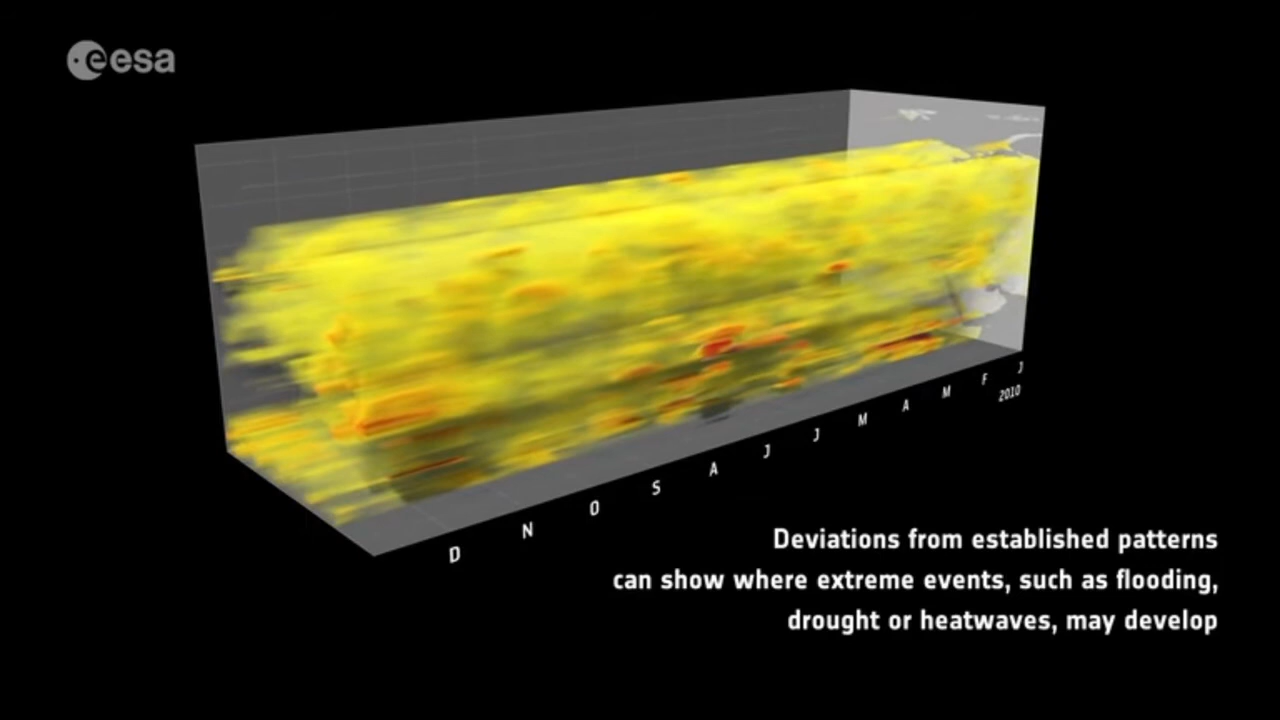 esa
D N O S A J J M A M F J
2010
Deviations from established patterns
can show where extreme events, such as flooding,
drought or heatwaves, may develop